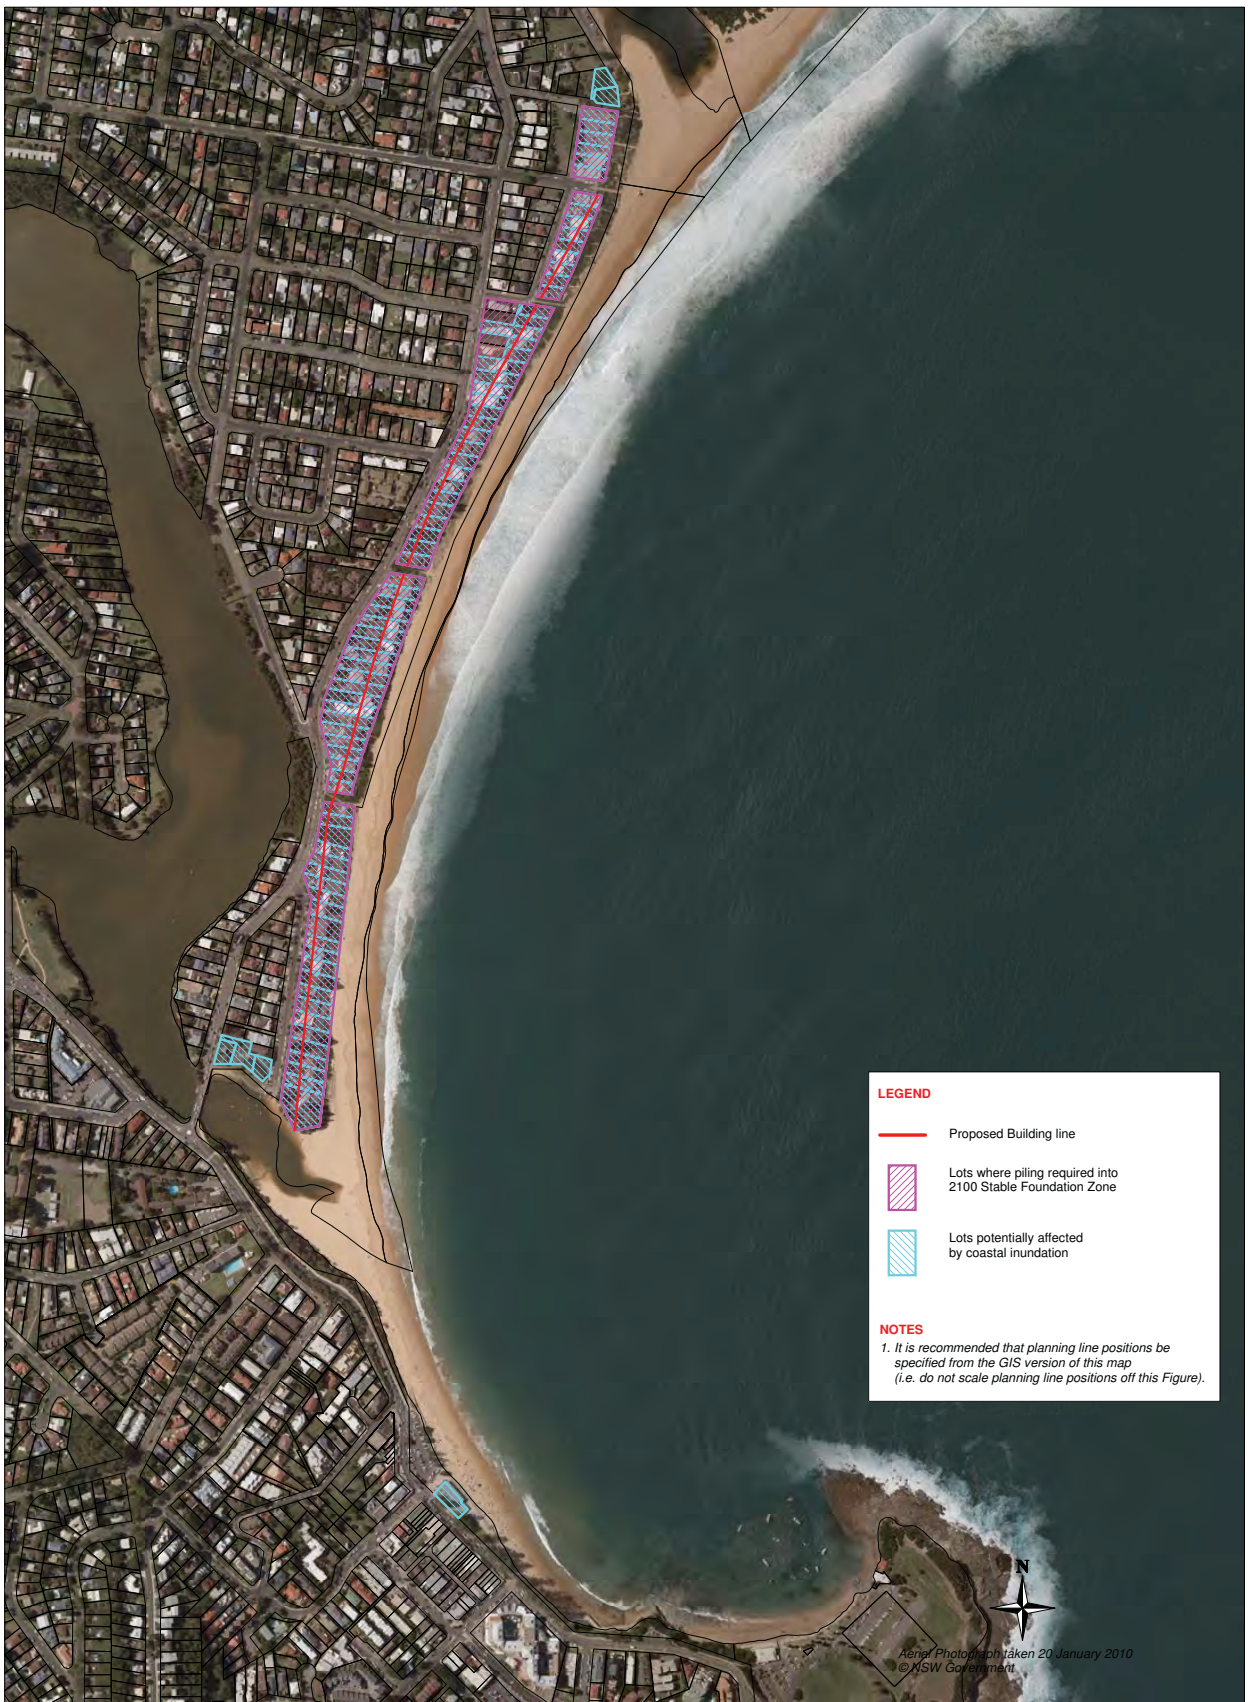 LEGEND
Proposed Building line
Lots where piling required into
2100 Stable Foundation Zone
Lots potentially affected
by coastal inundation
NOTES
1. It is recommended that planning line positions be
specified from the GIS version of this map
(i.e. do not scale planning line positions off this Figure).
N
Aerial Photograph taken 20 January 2010
© NSW Government